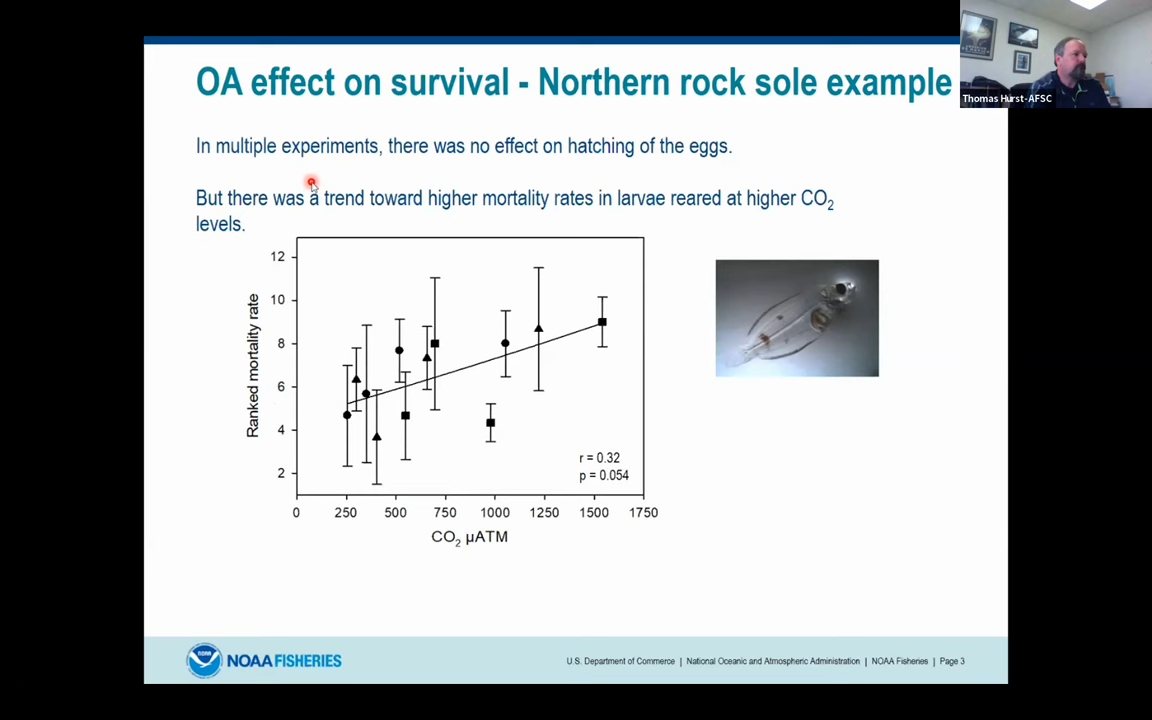 OA effect on survival - Northern rock sole example
Thomas Hurst-AFSC
In multiple experiments, there was no effect on hatching of the eggs.
But there was a trend toward higher mortality rates in larvae reared at higher CO₂
levels.
Ranked mortality rate
12
10
8
6
4
2
r = 0.32
p = 0.054
0 250 500 750 1000 1250 1500 1750
CO₂ µATM
NOAA FISHERIES
U.S. Department of Commerce | National Oceanic and Atmospheric Administration | NOAA Fisheries | Page 3